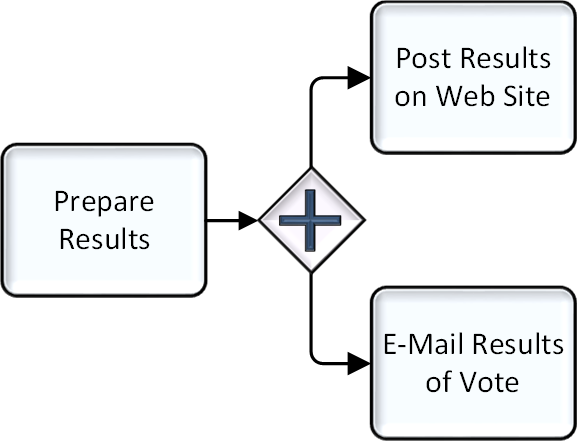 Prepare
Results
Post Results
on Web Site
E-Mail Results
of Vote